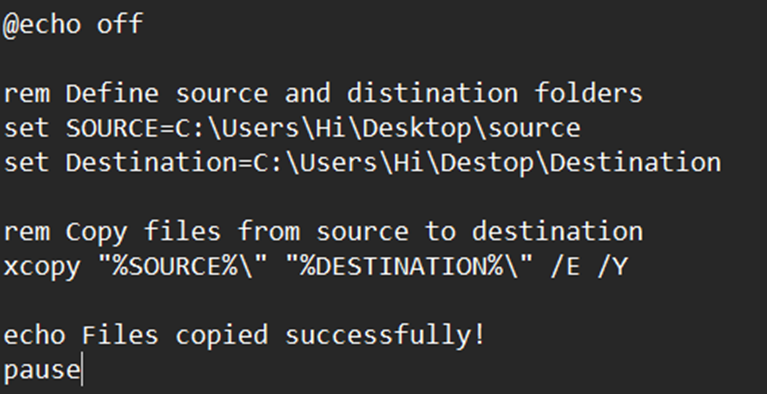 @echo off
rem Define source and distination folders
set SOURCE=C:\Users\Hi\Desktop\source
set Destination=C:\Users\Hi\Destop\Destination
rem Copy files from source to destination
xcopy "%SOURCE%\" "%DESTINATION%\" /E /Y
echo Files copied successfully!
pause